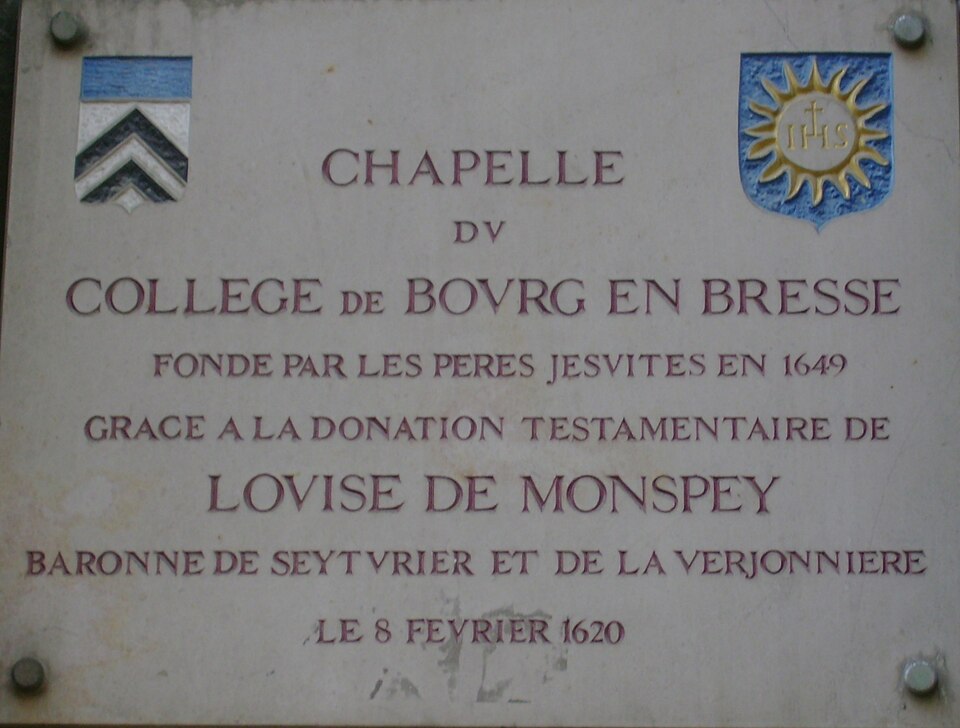 IHS
CHAPELLE
DV
COLLEGE DE BOVRG EN BRESSE
FONDE PAR LES PERES JESVITES EN 1649
GRACE A LA DONATION TESTAMENTAIRE DE
LOVISE DE MONSPEY
BARONNE DE SEYTVRIER ET DE LA VERJONNIERE
LE 8 FEVRIER 1620